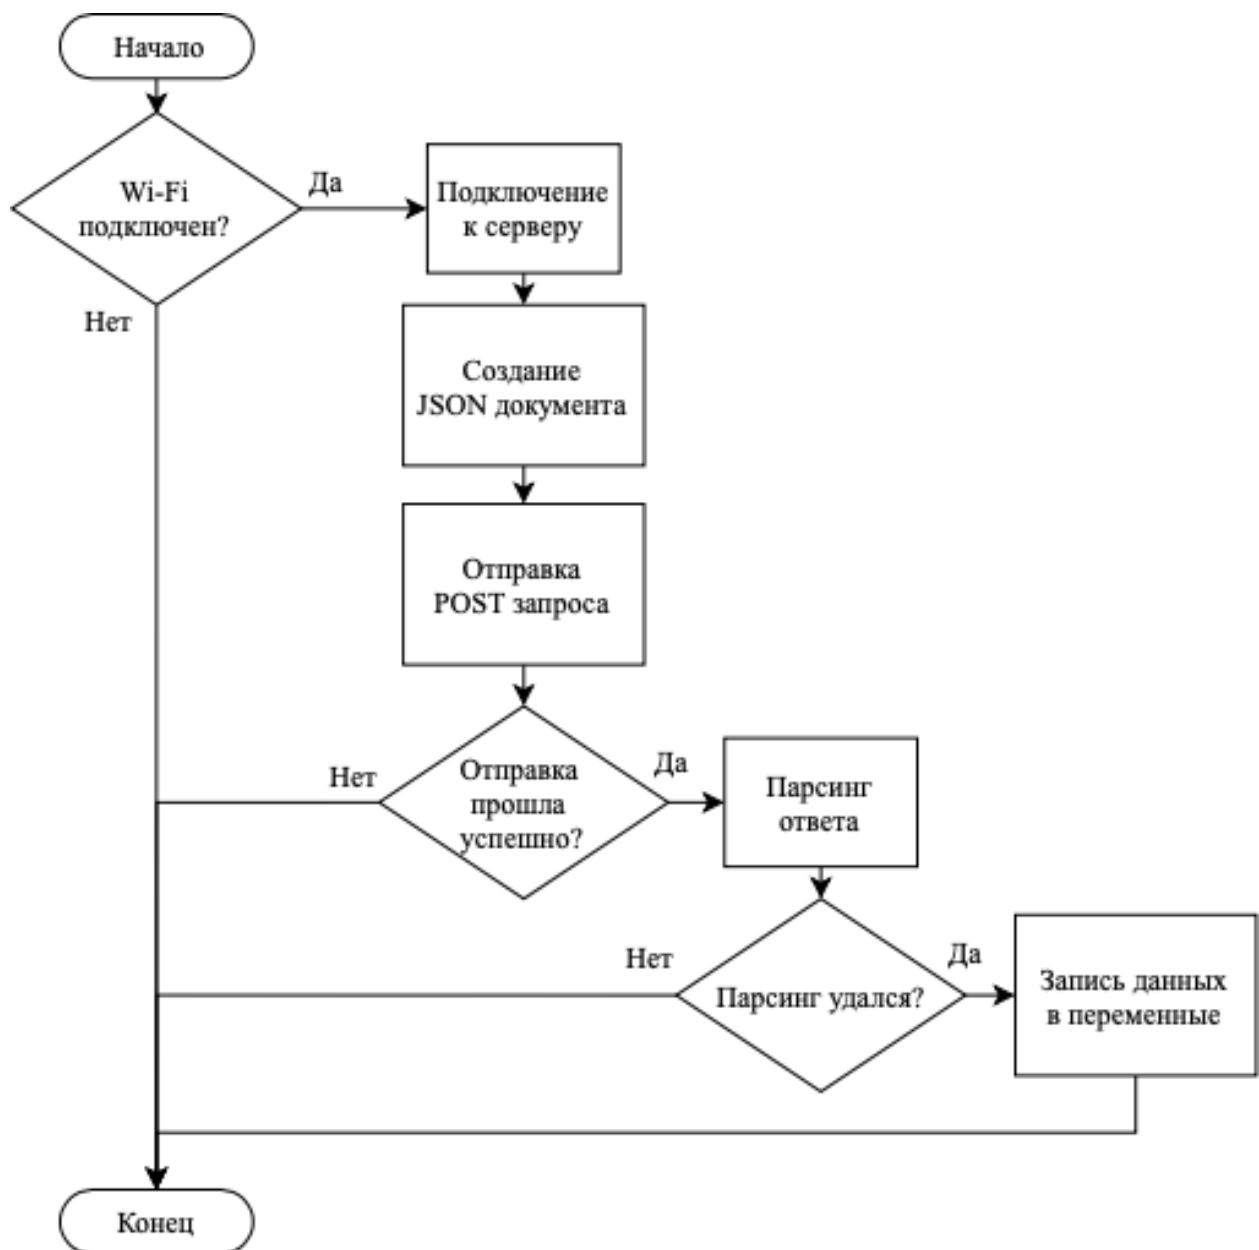 Начало
Wi-Fi
подключен?
Да
Подключение
к серверу
Нет
Создание
JSON документа
Отправка
POST запроса
Нет
Отправка
прошла
успешно?
Да
Парсинг
ответа
Нет
Парсинг удался?
Да
Запись данных
в переменные
Конец